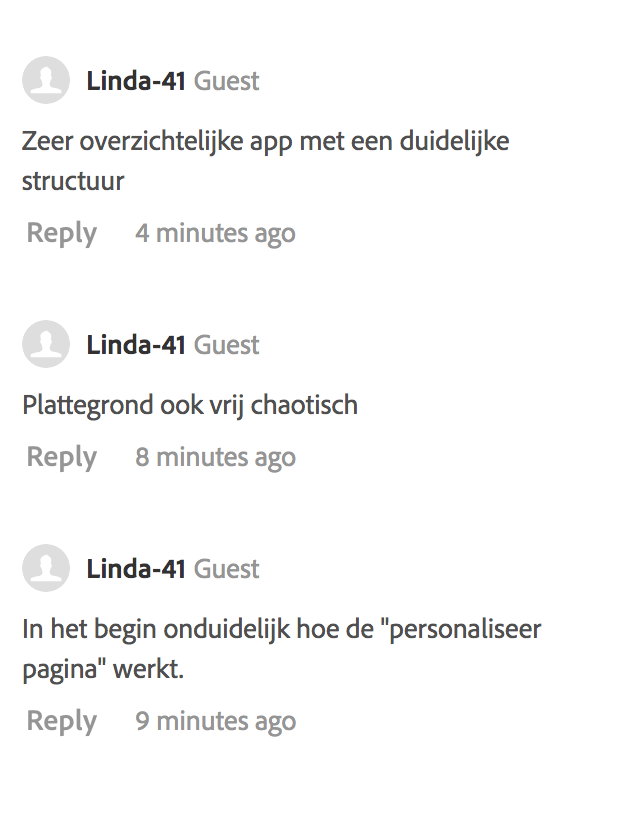 Linda-41 Guest
Zeer overzichtelijke app met een duidelijke
structuur
Reply 4 minutes ago
Linda-41 Guest
Plattegrond ook vrij chaotisch
Reply 8 minutes ago
Linda-41 Guest
In het begin onduidelijk hoe de "personaliseer
pagina" werkt.
Reply 9 minutes ago